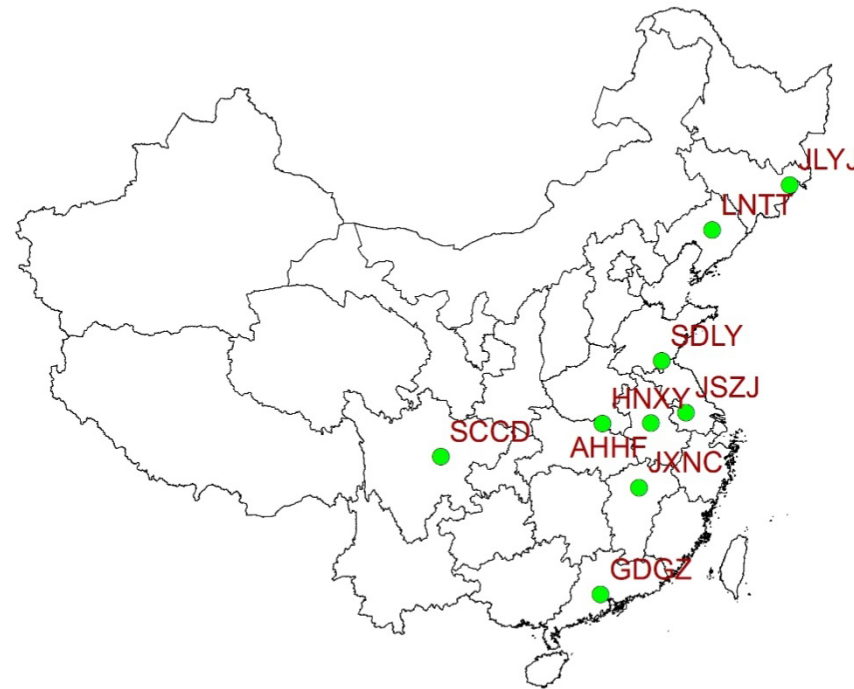 JLYJ
LNTT
SDLY
HNXY
JSZJ
SCCD
AHHF
JXNC
GDGZ